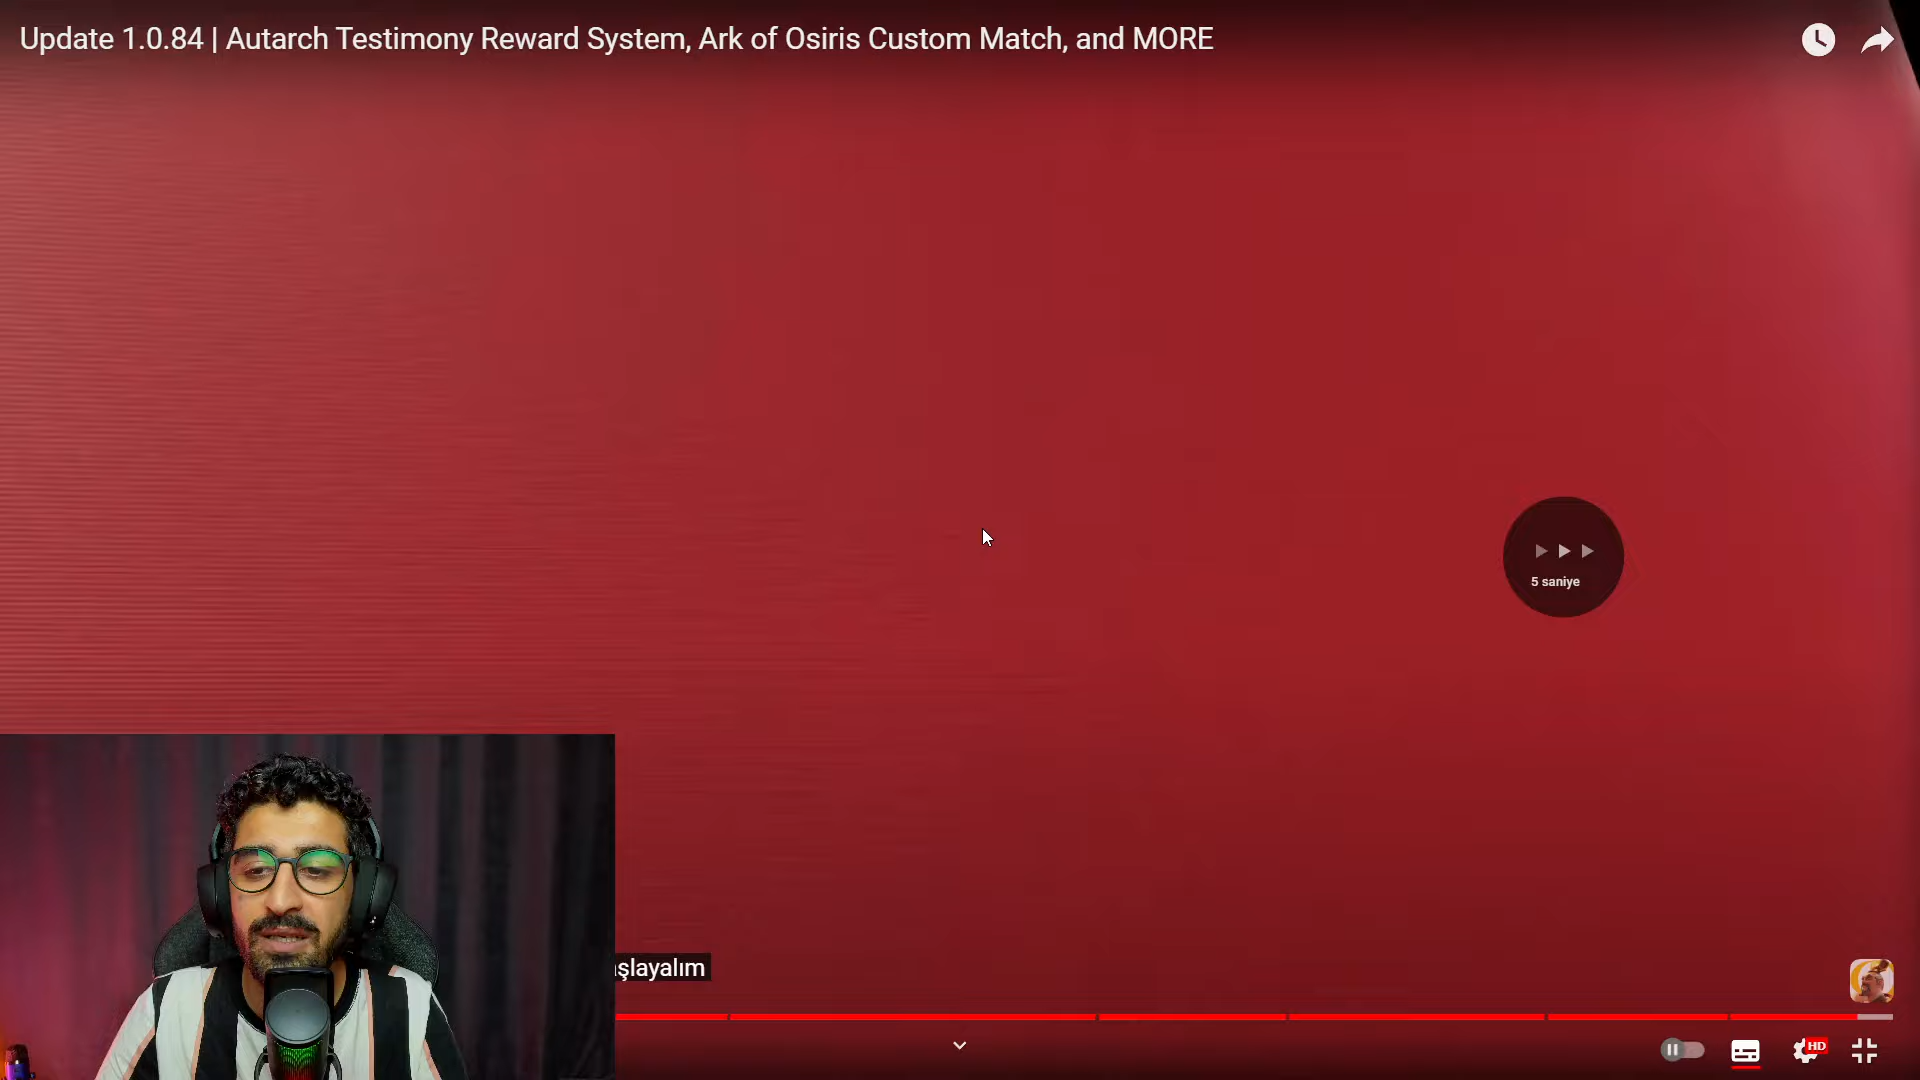 Update 1.0.84 | Autarch Testimony Reward System, Ark of Osiris Custom Match, and MORE
5 saniye
şlayalım
HD